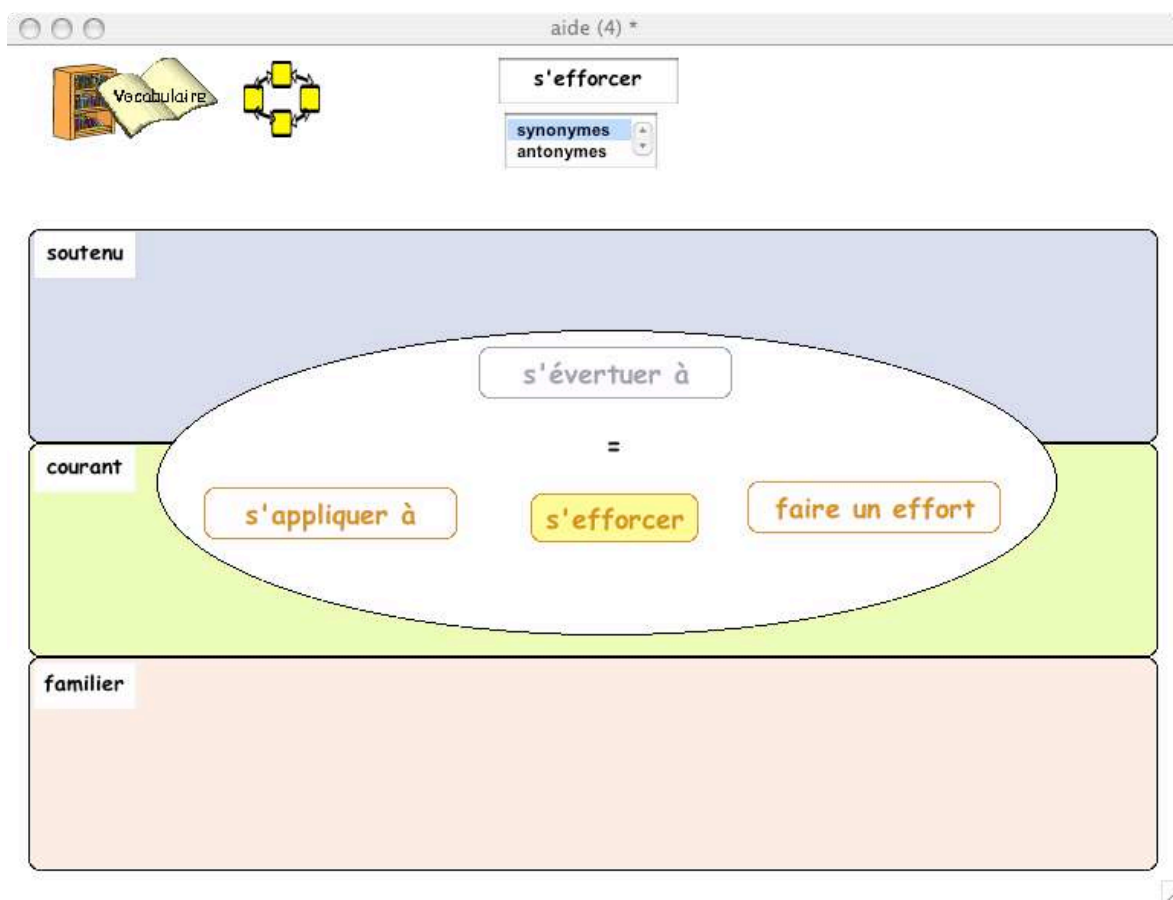 aide (4) *
Vocabulaire
s'efforcer
synonymes
antonymes
soutenu
s'évertuer à
=
courant
s'appliquer à
s'efforcer
faire un effort
familier